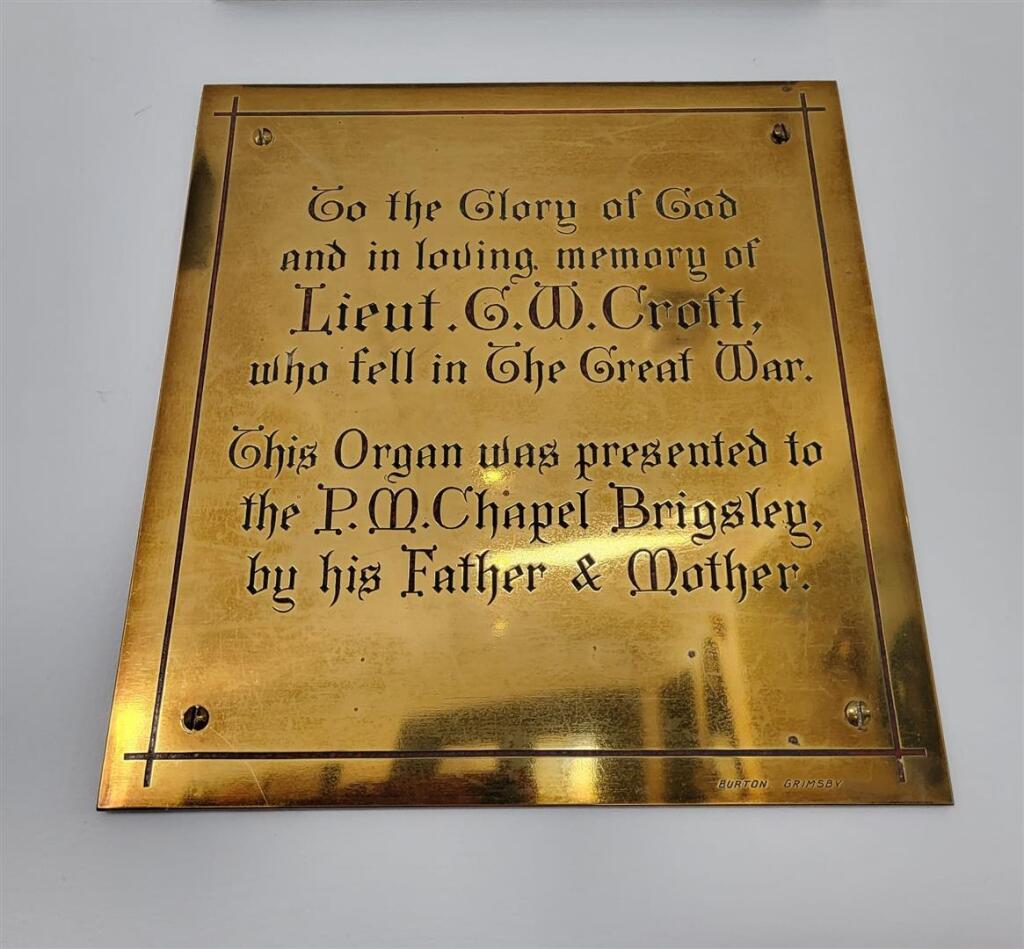 To the Glory of God
and in loving memory of
Lieut. G. W. Croft,
who fell in The Great War.
This Organ was presented to
the P. M. Chapel Brigsley,
by his Father & Mother.
BURTON GRIMSBY